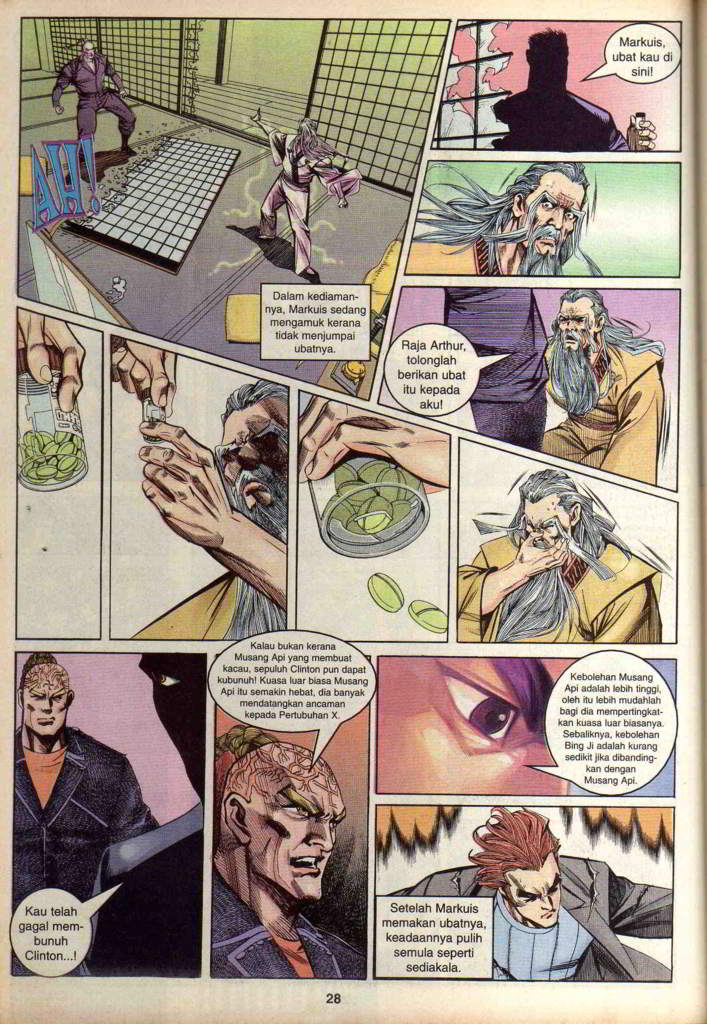 AH!
Dalam kediaman-
nya, Markuis sedang
mengamuk kerana
tidak menjumpai
ubatnya.
Markuis,
ubat kau di
sini!
Raja Arthur,
tolonglah
berikan ubat
itu kepada
aku!
Kau telah
gagal mem-
bunuh
Clinton...!
Kalau bukan kerana
Musang Api yang membuat
kacau, sepuluh Clinton pun dapat
kubunuh! Kuasa luar biasa Musang
Api itu semakin hebat, dia banyak
mendatangkan ancaman
kepada Pertubuhan X.
Kebolehan Musang
Api adalah lebih tinggi,
oleh itu lebih mudahlah
bagi dia mempertingkat-
kan kuasa luar biasanya.
Sebaliknya, kebolehan
Bing Ji adalah kurang
sedikit jika dibanding-
kan dengan
Musang Api.
Setelah Markuis
memakan ubatnya,
keadaannya pulih
semula seperti
sediakala.
28